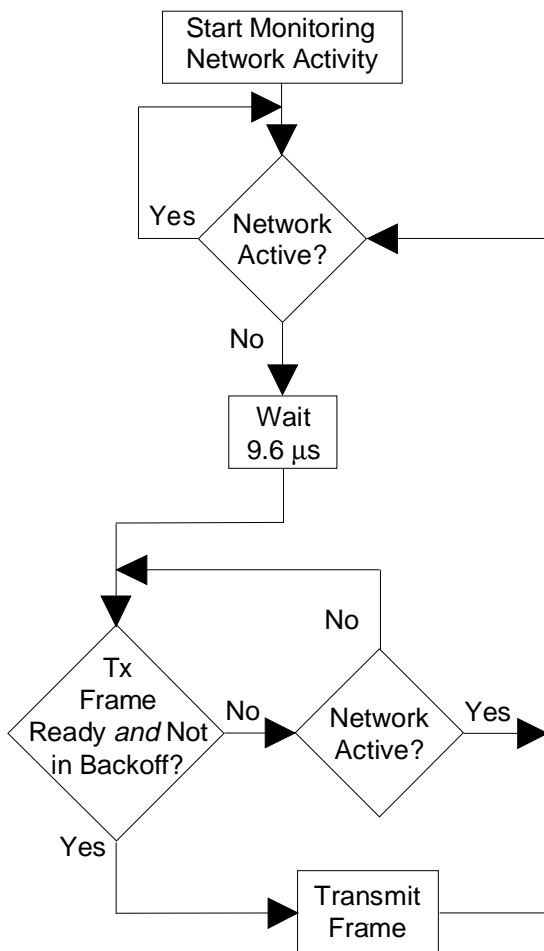 Start Monitoring
Network Activity
Yes
Network
Active?
No
Wait
9.6 μs
No
Tx
Frame
Ready and Not
in Backoff?
No
Network
Active?
Yes
Yes
Transmit
Frame